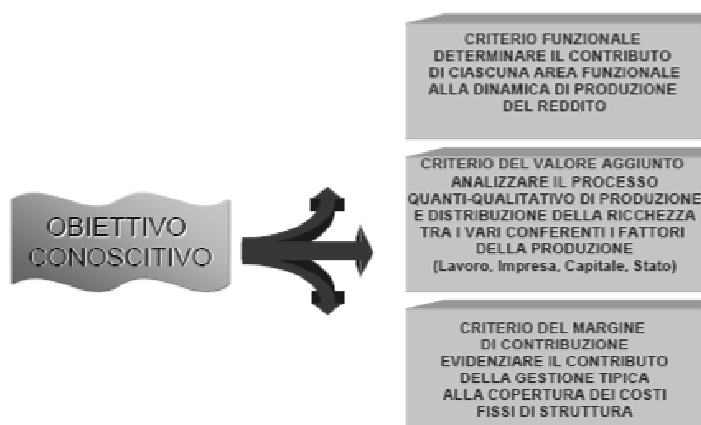 OBIETTIVO
CONOSCITIVO
CRITERIO FUNZIONALE
DETERMINARE IL CONTRIBUTO
DI CIASCUNA AREA FUNZIONALE
ALLA DINAMICA DI PRODUZIONE
DEL REDDITO
CRITERIO DEL VALORE AGGIUNTO
ANALIZZARE IL PROCESSO
QUANTI-QUALITATIVO DI PRODUZIONE
E DISTRIBUZIONE DELLA RICCHEZZA
TRA I VARI CONFERENTI I FATTORI
DELLA PRODUZIONE
(Lavoro, Impresa, Capitale, Stato)
CRITERIO DEL MARGINE
DI CONTRIBUZIONE
EVIDENZIARE IL CONTRIBUTO
DELLA GESTIONE TIPICA
ALLA COPERTURA DEI COSTI
FISSI DI STRUTTURA